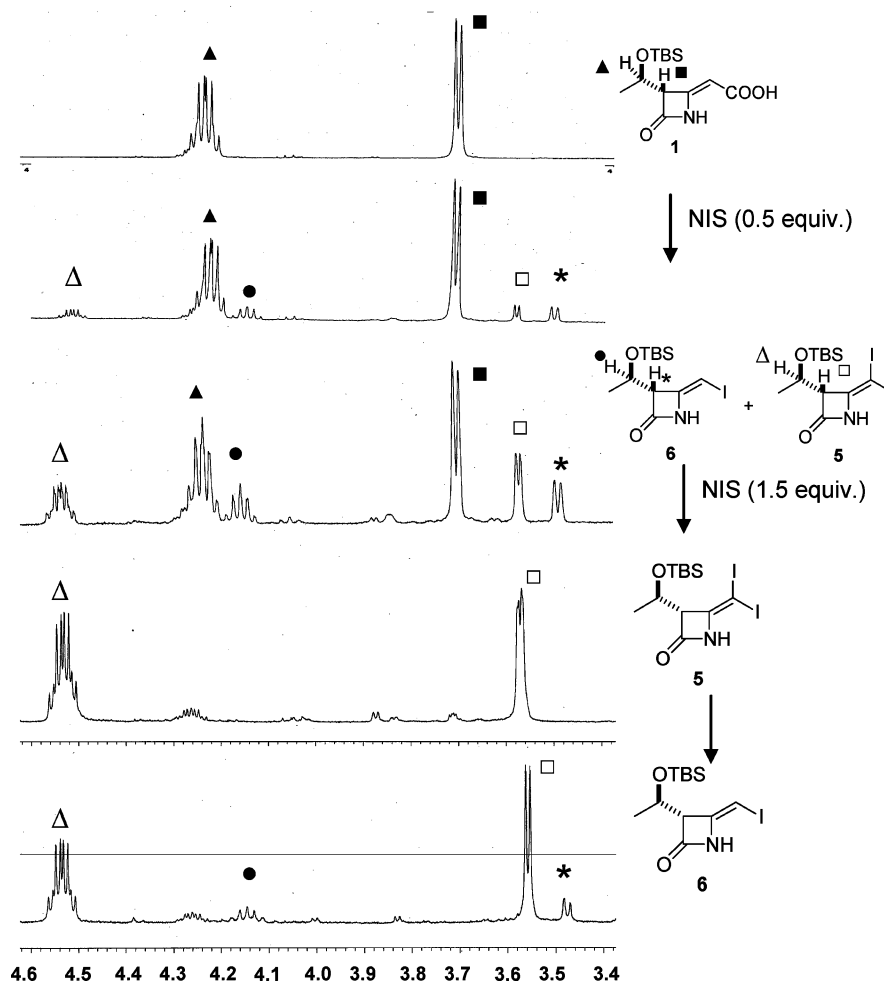 ▲
■
OTBS
▲ H H ■
COOH
O NH
1
NIS (0.5 equiv.)
▲
■
Δ
●
□
*
● OTBS
H H *
I
O NH
6
+
Δ OTBS □
H H
I
O NH
5
▲
■
Δ
●
□
*
NIS (1.5 equiv.)
Δ
□
OTBS I
I
O NH
5
Δ
●
□
*
OTBS
I
O NH
6
4.6 4.5 4.4 4.3 4.2 4.1 4.0 3.9 3.8 3.7 3.6 3.5 3.4